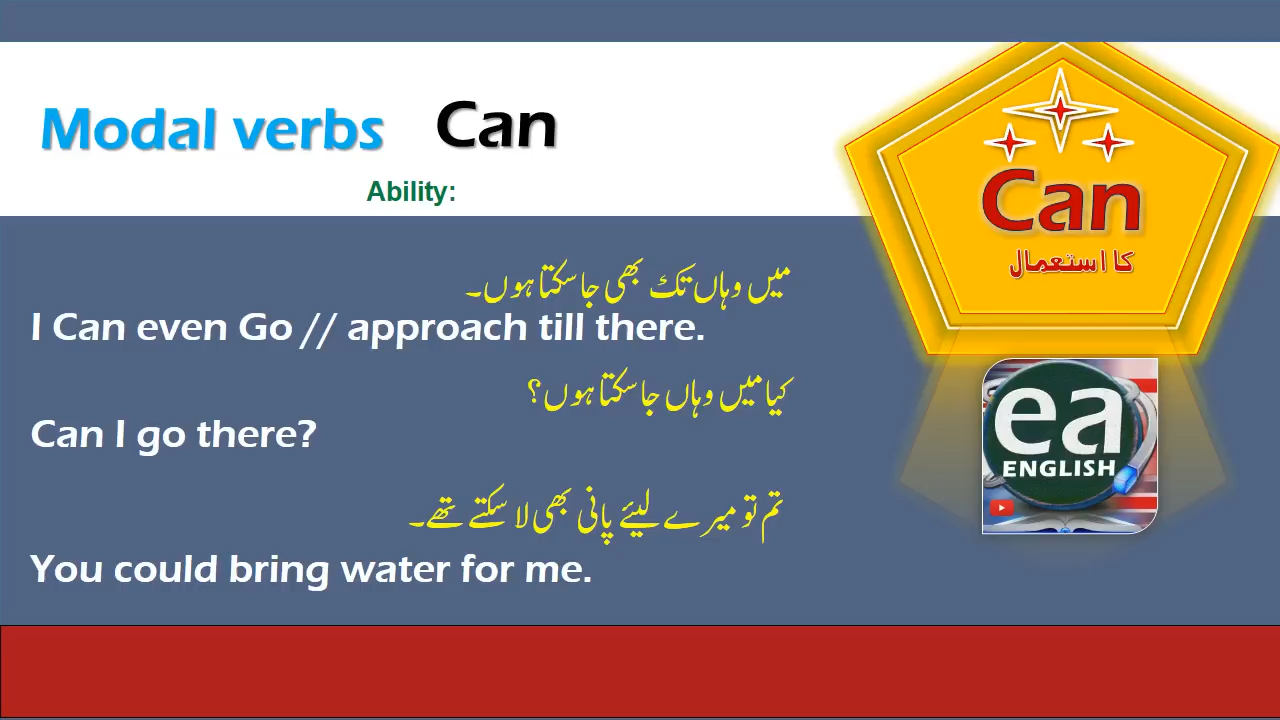 Modal verbs Can
Ability:
Can
کا استعمال
میں وہاں تک بھی جا سکتا ہوں۔
I Can even Go // approach till there.
کیا میں وہاں جا سکتا ہوں؟
Can I go there?
تم تو میرے لیئے پانی بھی لا سکتے تھے۔
You could bring water for me.
ea
ENGLISH